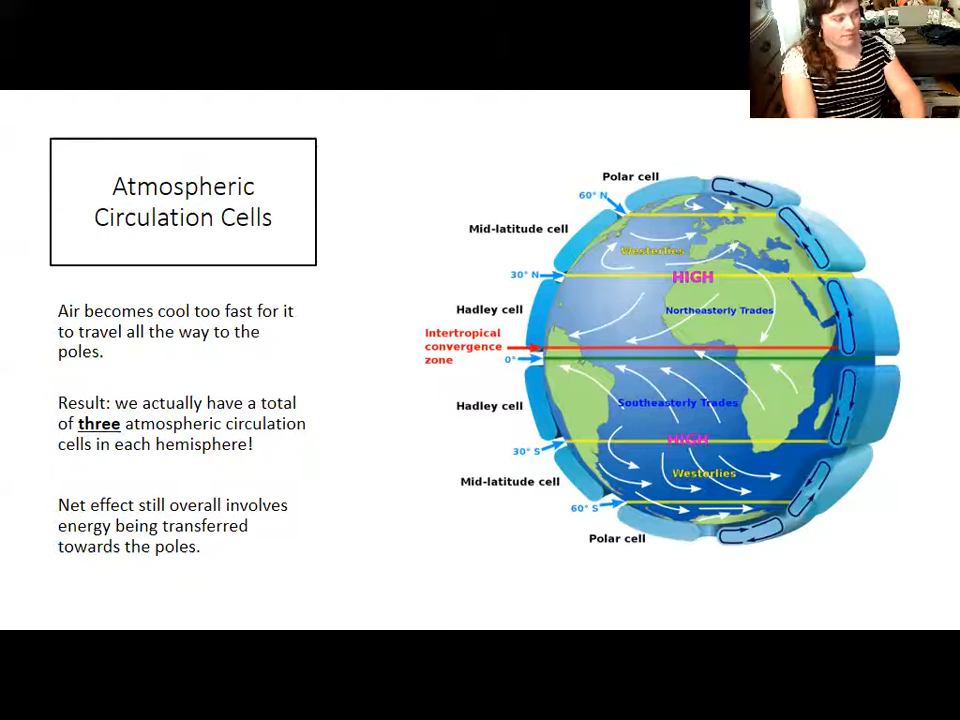 Atmospheric
Circulation Cells
Air becomes cool too fast for it
to travel all the way to the
poles.
Result: we actually have a total
of three atmospheric circulation
cells in each hemisphere!
Net effect still overall involves
energy being transferred
towards the poles.
Polar cell
60° N
Mid-latitude cell
Westerlies
30° N
HIGH
Hadley cell
Northeasterly Trades
Intertropical
convergence
zone
0°
Hadley cell
Southeasterly Trades
HIGH
30° S
Westerlies
Mid-latitude cell
60° S
Polar cell